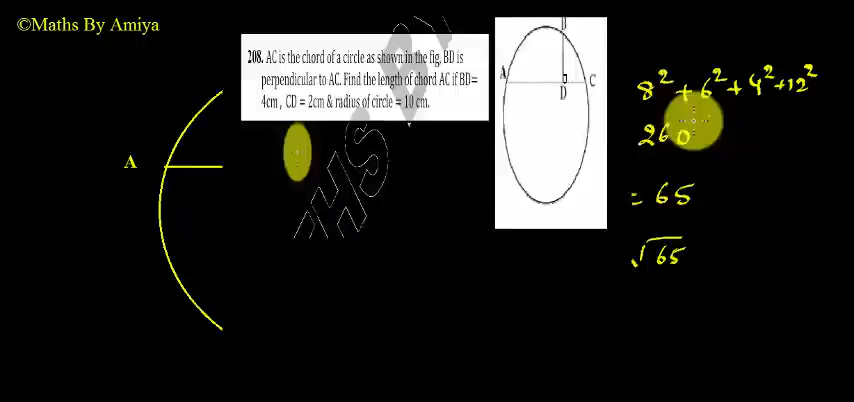 ©Maths By Amiya
208. AC is the chord of a circle as shown in the fig. BD is
perpendicular to AC. Find the length of chord AC if BD=
4cm , CD = 2cm & radius of circle = 10 cm.
A
B
A
C
D
8² + 6² + 4² + 12²
260
= 65
√65